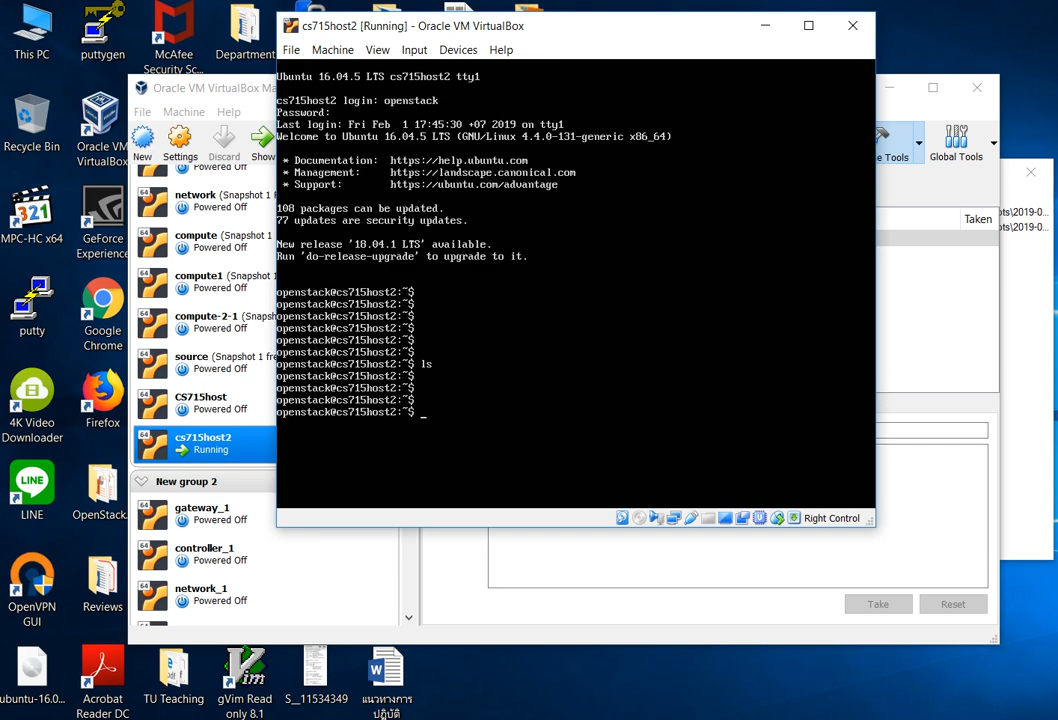 This PC
puttygen
McAfee
Security Sc...
Department
Recycle Bin
Oracle VM
VirtualBox
MPC-HC x64
GeForce
Experience
putty
Google
Chrome
4K Video
Downloader
Firefox
LINE
OpenStack.
OpenVPN
GUI
Reviews
ubuntu-16.0...
Acrobat
Reader DC
TU Teaching
gVim Read
only 8.1
S__11534349
แนวทางการ
ปฏิบัติ
Oracle VM VirtualBox Ma
File Machine Help
New Settings Discard Show
Tools Global Tools
Powered Off
network (Snapshot 1
Powered Off
compute (Snapshot 1
Powered Off
compute1 (Snapshot 1
Powered Off
compute-2-1 (Snapsh
Powered Off
source (Snapshot 1 fre
Powered Off
CS715host
Powered Off
cs715host2
Running
New group 2
gateway_1
Powered Off
controller_1
Powered Off
network_1
Powered Off
Taken
Take Reset
ots\2019-0...
ots\2019-0...
cs715host2 [Running] - Oracle VM VirtualBox
File Machine View Input Devices Help
Ubuntu 16.04.5 LTS cs715host2 tty1
cs715host2 login: openstack
Password:
Last login: Fri Feb  1 17:45:30 +07 2019 on tty1
Welcome to Ubuntu 16.04.5 LTS (GNU/Linux 4.4.0-131-generic x86_64)
* Documentation:  https://help.ubuntu.com
* Management:     https://landscape.canonical.com
* Support:        https://ubuntu.com/advantage
108 packages can be updated.
77 updates are security updates.
New release '18.04.1 LTS' available.
Run 'do-release-upgrade' to upgrade to it.
openstack@cs715host2:~$
openstack@cs715host2:~$
openstack@cs715host2:~$
openstack@cs715host2:~$
openstack@cs715host2:~$
openstack@cs715host2:~$
openstack@cs715host2:~$ ls
openstack@cs715host2:~$
openstack@cs715host2:~$
openstack@cs715host2:~$
openstack@cs715host2:~$ _
Right Control